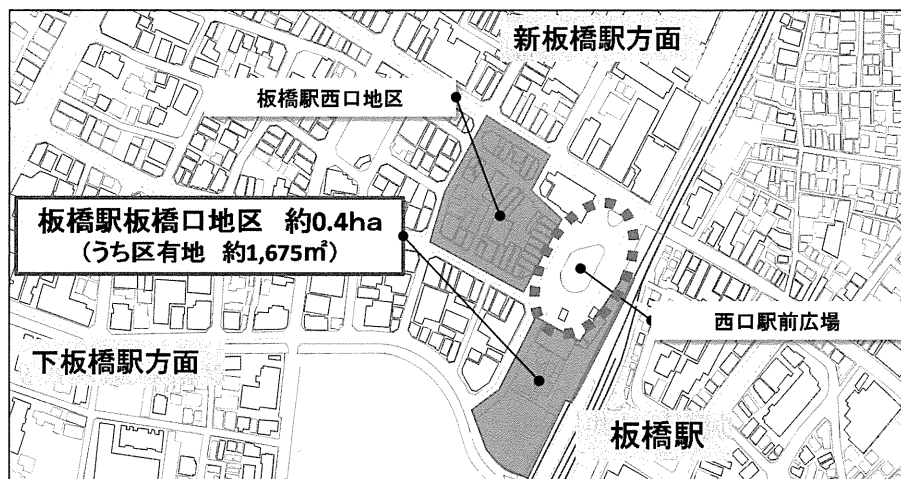 新板橋駅方面
板橋駅西口地区
板橋駅板橋口地区 約0.4ha
(うち区有地 約1,675㎡)
西口駅前広場
下板橋駅方面
板橋駅